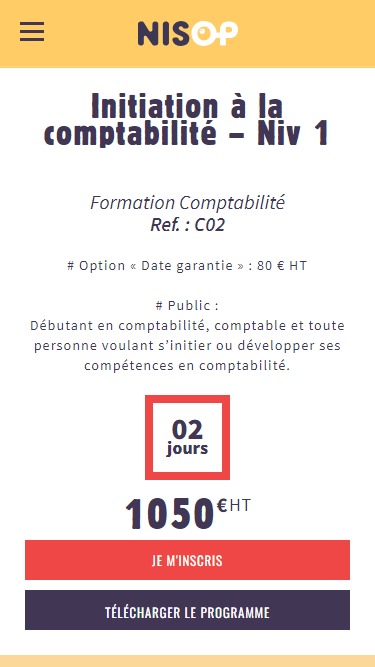 NISOP
Initiation à la
comptabilité – Niv 1
Formation Comptabilité
Ref. : C02
# Option « Date garantie » : 80 € HT
# Public :
Débutant en comptabilité, comptable et toute
personne voulant s'initier ou développer ses
compétences en comptabilité.
02
jours
1050€HT
JE M'INSCRIS
TÉLÉCHARGER LE PROGRAMME